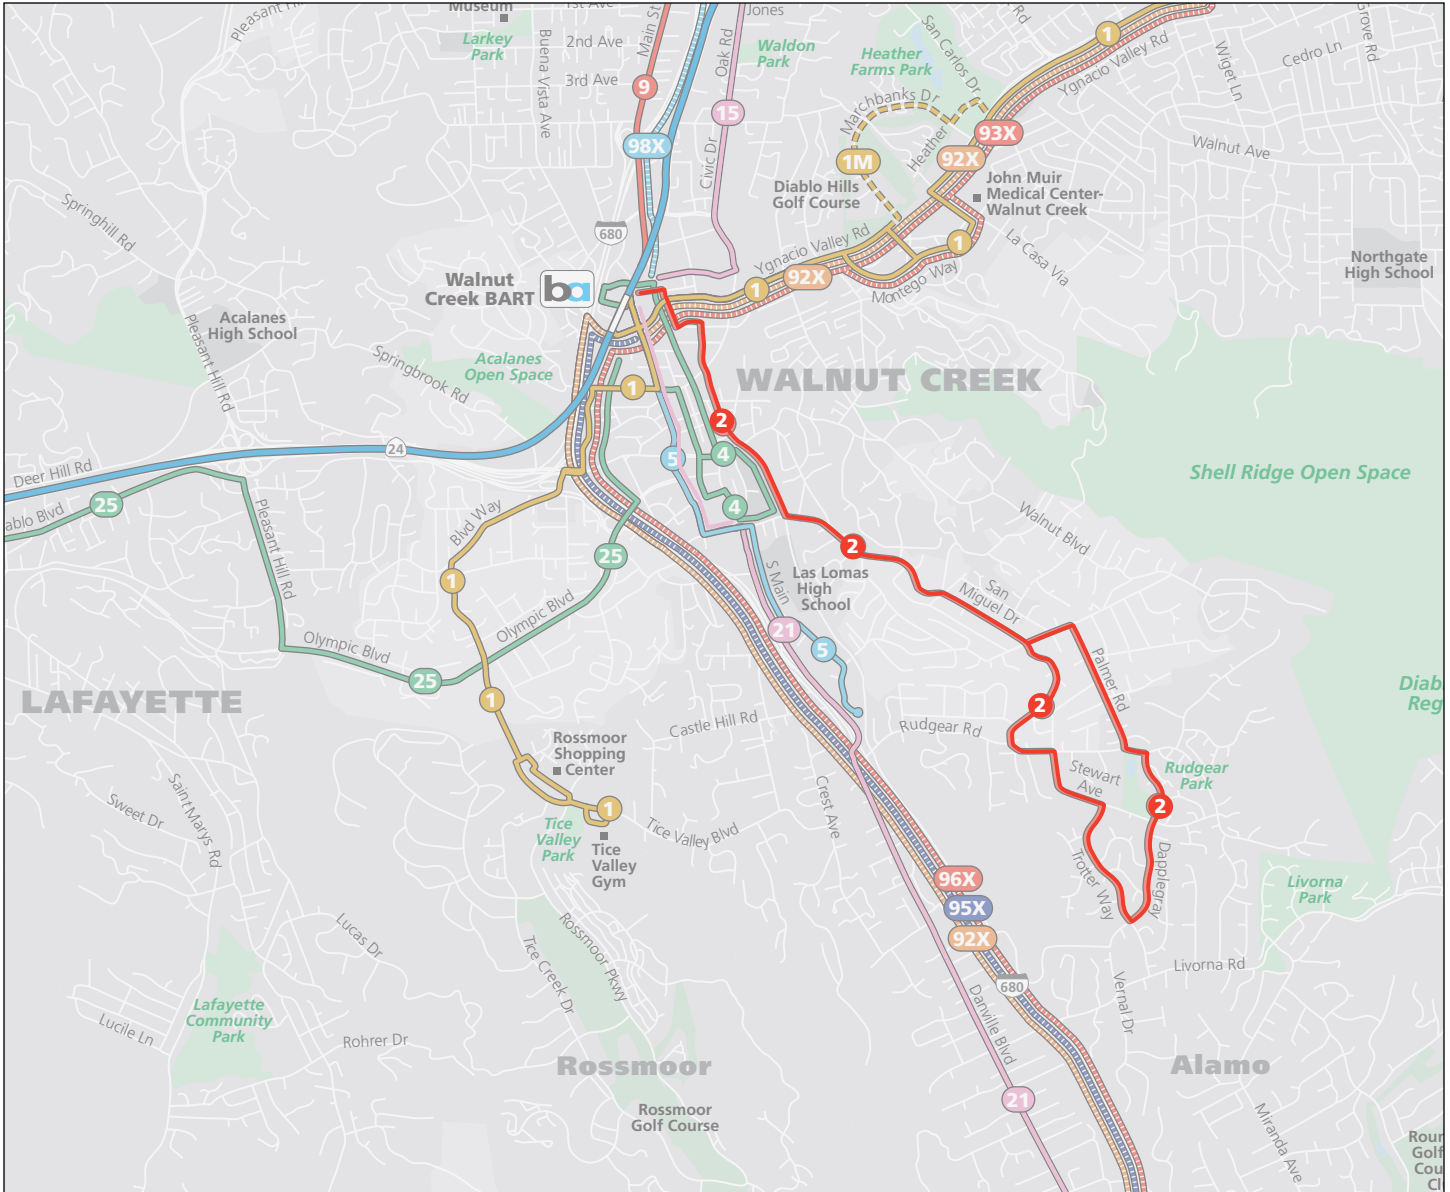 Pleasant Hi
Museum
1st Ave
Main St
Jones
Rd
Grove Rd
Larkey
Park
Buena Vista Ave
2nd Ave
3rd Ave
Oak Rd
Waldon
Park
Heather
Farms Park
San Carlos Dr
1
Ygnacio Valley Rd
Wiget Ln
Cedro Ln
9
15
Marchbanks Dr
98X
Civic Dr
1M
Heather
93X
92X
Walnut Ave
Springhill Rd
Diablo Hills
Golf Course
John Muir
Medical Center-
Walnut Creek
680
Ygnacio Valley Rd
1
La Casa Via
Northgate
High School
Walnut
Creek BART
ba
1
92X
Montego Way
Acalanes
High School
Pleasant Hill Rd
Springbrook Rd
Acalanes
Open Space
1
WALNUT CREEK
2
24
5
4
Deer Hill Rd
Shell Ridge Open Space
ablo Blvd
25
4
Pleasant Hill Rd
Blvd Way
Walnut Blvd
25
2
1
S Main
Las Lomas
High
School
San
Miguel Dr
Olympic Blvd
Olympic Blvd
21
5
25
Palmer Rd
LAFAYETTE
1
2
Diab
Reg
Castle Hill Rd
Rudgear Rd
Rossmoor
Shopping
Center
Stewart
Ave
Rudgear
Park
Saint Marys Rd
Sweet Dr
1
Crest Ave
2
Tice
Valley
Park
Tice Valley Blvd
Tice
Valley
Gym
Trotter Way
Dapplegray
96X
95X
92X
Livorna
Park
Lucas Dr
Rossmoor Pkwy
Tice Creek Dr
Livorna Rd
680
Vernal Dr
Lafayette
Community
Park
Lucile Ln
Rohrer Dr
Danville Blvd
Rossmoor
Alamo
21
Rossmoor
Golf Course
Miranda Ave
Roun
Golf
Cou
Cl